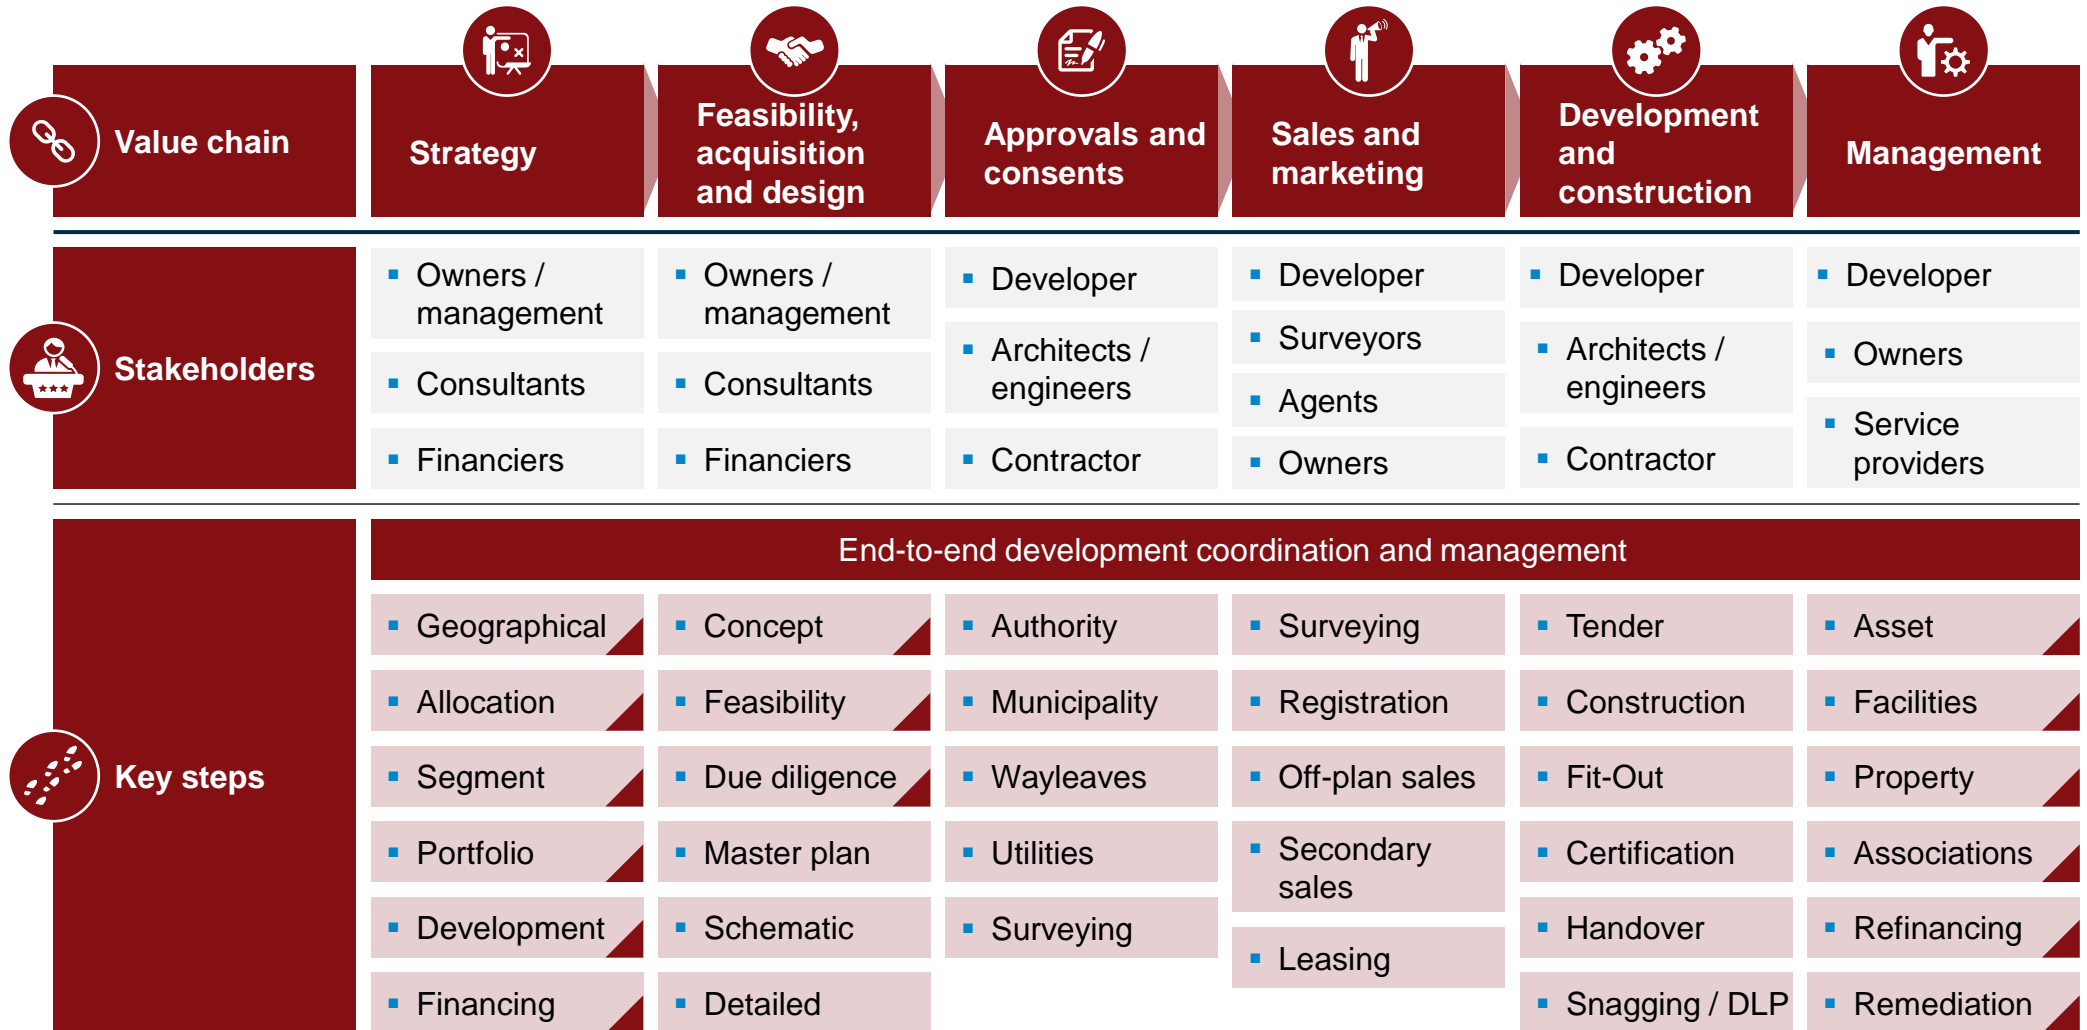 Value chain
Strategy
Feasibility,
acquisition
and design
Approvals and
consents
Sales and
marketing
Development
and
construction
Management
Stakeholders
Owners /
management
Consultants
Financiers
Owners /
management
Consultants
Financiers
Developer
Architects /
engineers
Contractor
Developer
Surveyors
Agents
Owners
Developer
Architects /
engineers
Contractor
Developer
Owners
Service
providers
Key steps
End-to-end development coordination and management
Geographical
Allocation
Segment
Portfolio
Development
Financing
Concept
Feasibility
Due diligence
Master plan
Schematic
Detailed
Authority
Municipality
Wayleaves
Utilities
Surveying
Surveying
Registration
Off-plan sales
Secondary
sales
Leasing
Tender
Construction
Fit-Out
Certification
Handover
Snagging / DLP
Asset
Facilities
Property
Associations
Refinancing
Remediation